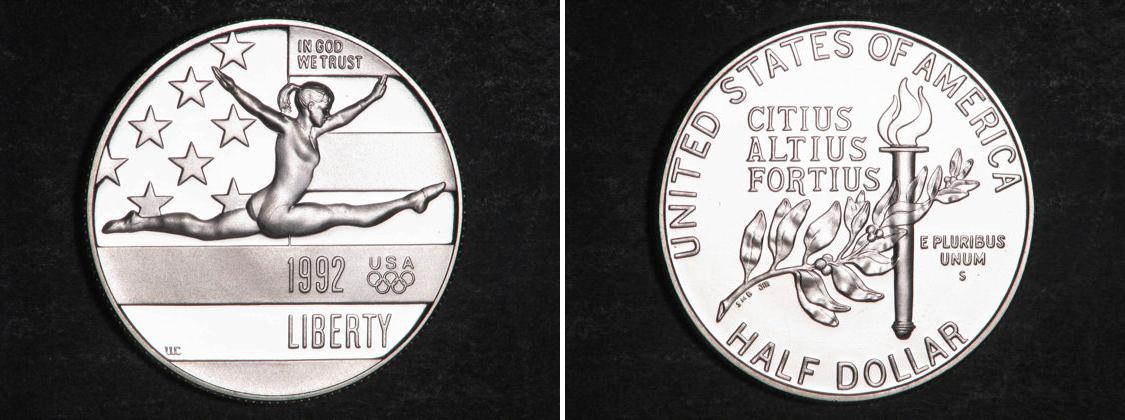 IN GOD
WE TRUST
1992
USA
LIBERTY
UNITED STATES OF AMERICA
CITIUS
ALTIUS
FORTIUS
E PLURIBUS
UNUM
S
HALF DOLLAR